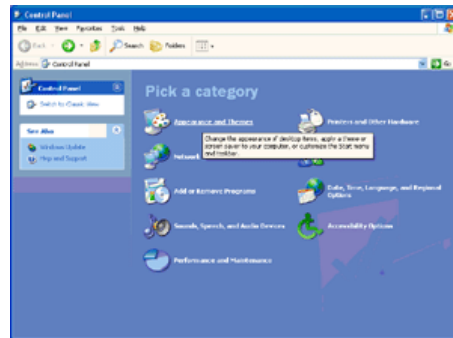 Control Panel
File Edit View Favorites Tools Help
Back Search Folders
Address Control Panel Go
Control Panel
Switch to Classic View
See Also
Windows Update
Help and Support
Pick a category
Appearance and Themes
Printers and Other Hardware
Change the appearance of desktop items, apply a theme or
screen saver to your computer, or customize the Start menu
and taskbar.
Network
Add or Remove Programs
Date, Time, Language, and Regional
Options
Sounds, Speech, and Audio Devices
Accessibility Options
Performance and Maintenance